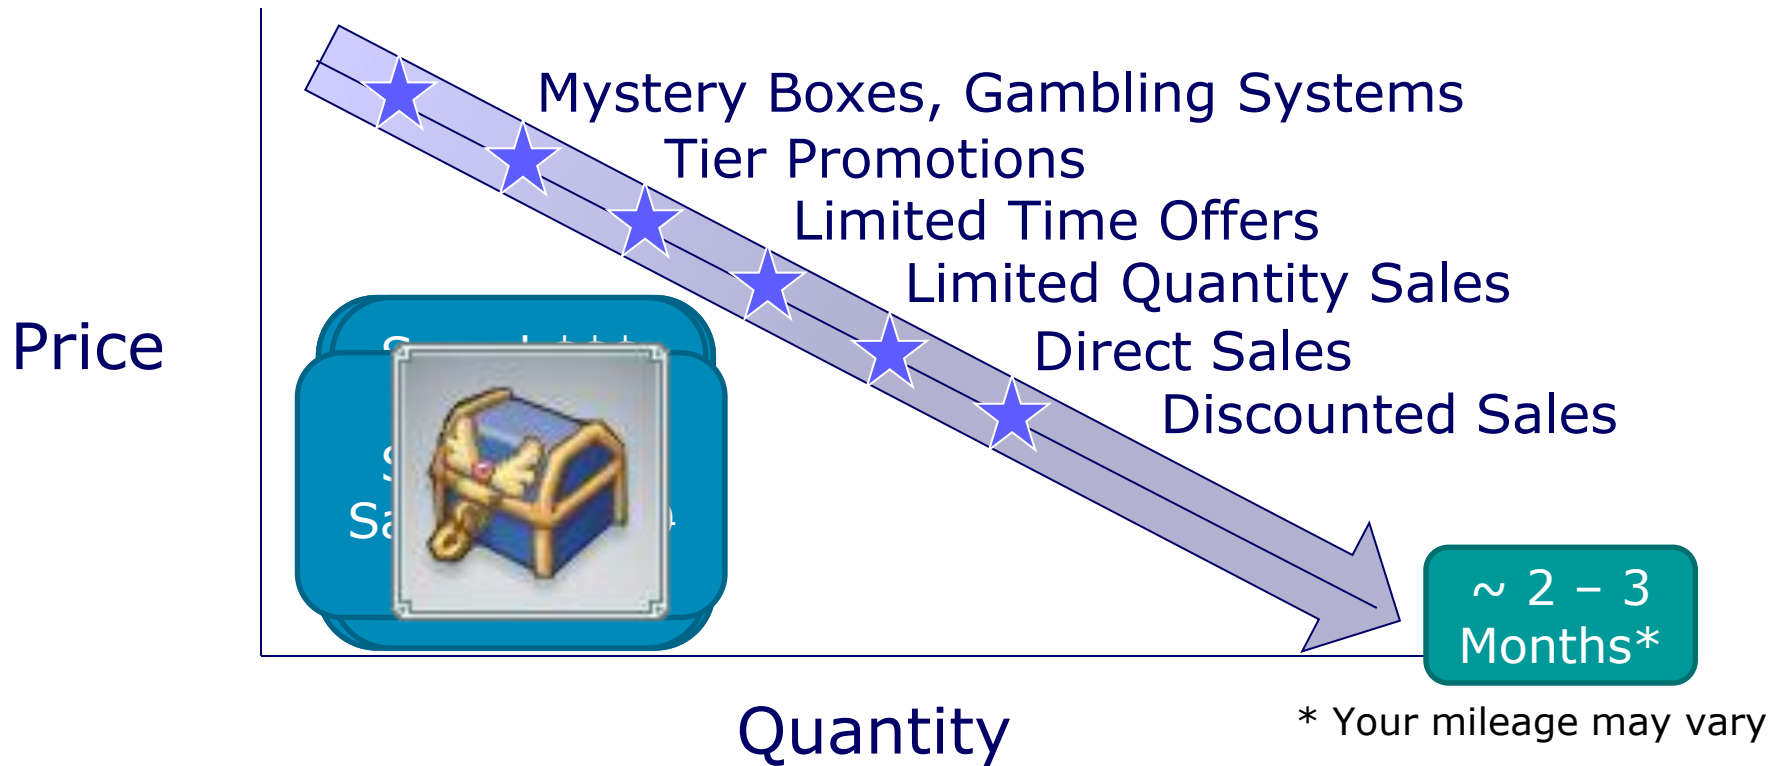 Mystery Boxes, Gambling Systems
Tier Promotions
Limited Time Offers
Limited Quantity Sales
Direct Sales
Discounted Sales
Price
~ 2 – 3
Months*
Quantity
* Your mileage may vary